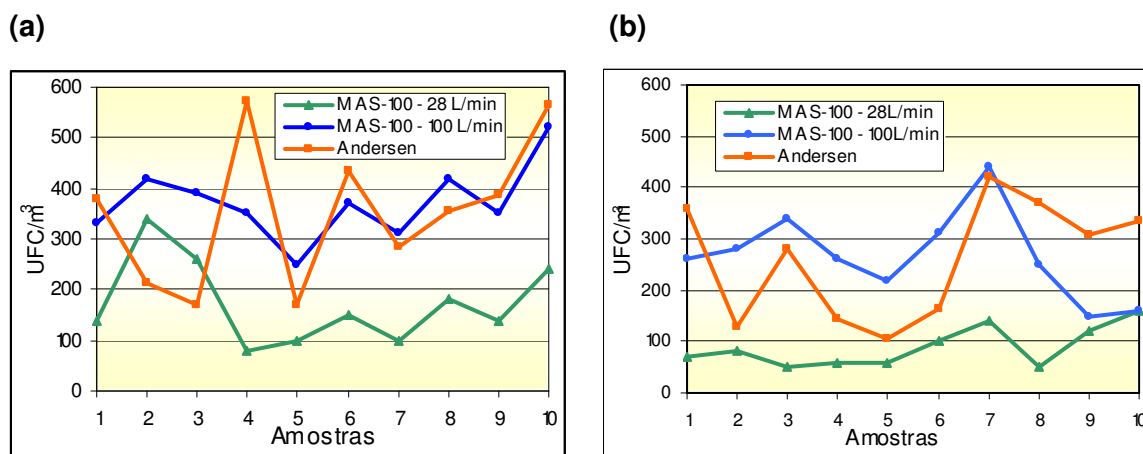 (a)
600
500
400
300
200
100
0
UFC/m³
MAS-100 - 28 L/min
MAS-100 - 100 L/min
Andersen
1 2 3 4 5 6 7 8 9 10
Amostras
(b)
600
500
400
300
200
100
0
UFC/m³
MAS-100 - 28L/min
MAS-100 - 100L/min
Andersen
1 2 3 4 5 6 7 8 9 10
Amostras